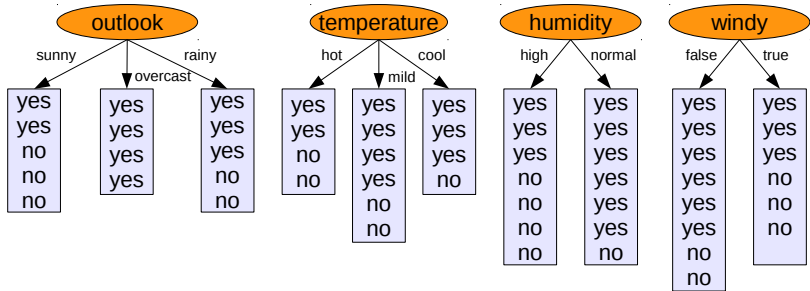 outlook
sunny
overcast
rainy
yes
yes
no
no
no
yes
yes
yes
yes
yes
yes
yes
no
no
temperature
hot
mild
cool
yes
yes
no
no
yes
yes
yes
yes
no
no
yes
yes
yes
no
humidity
high
normal
yes
yes
yes
no
no
no
no
yes
yes
yes
yes
yes
yes
no
windy
false
true
yes
yes
yes
yes
yes
yes
no
no
yes
yes
yes
no
no
no